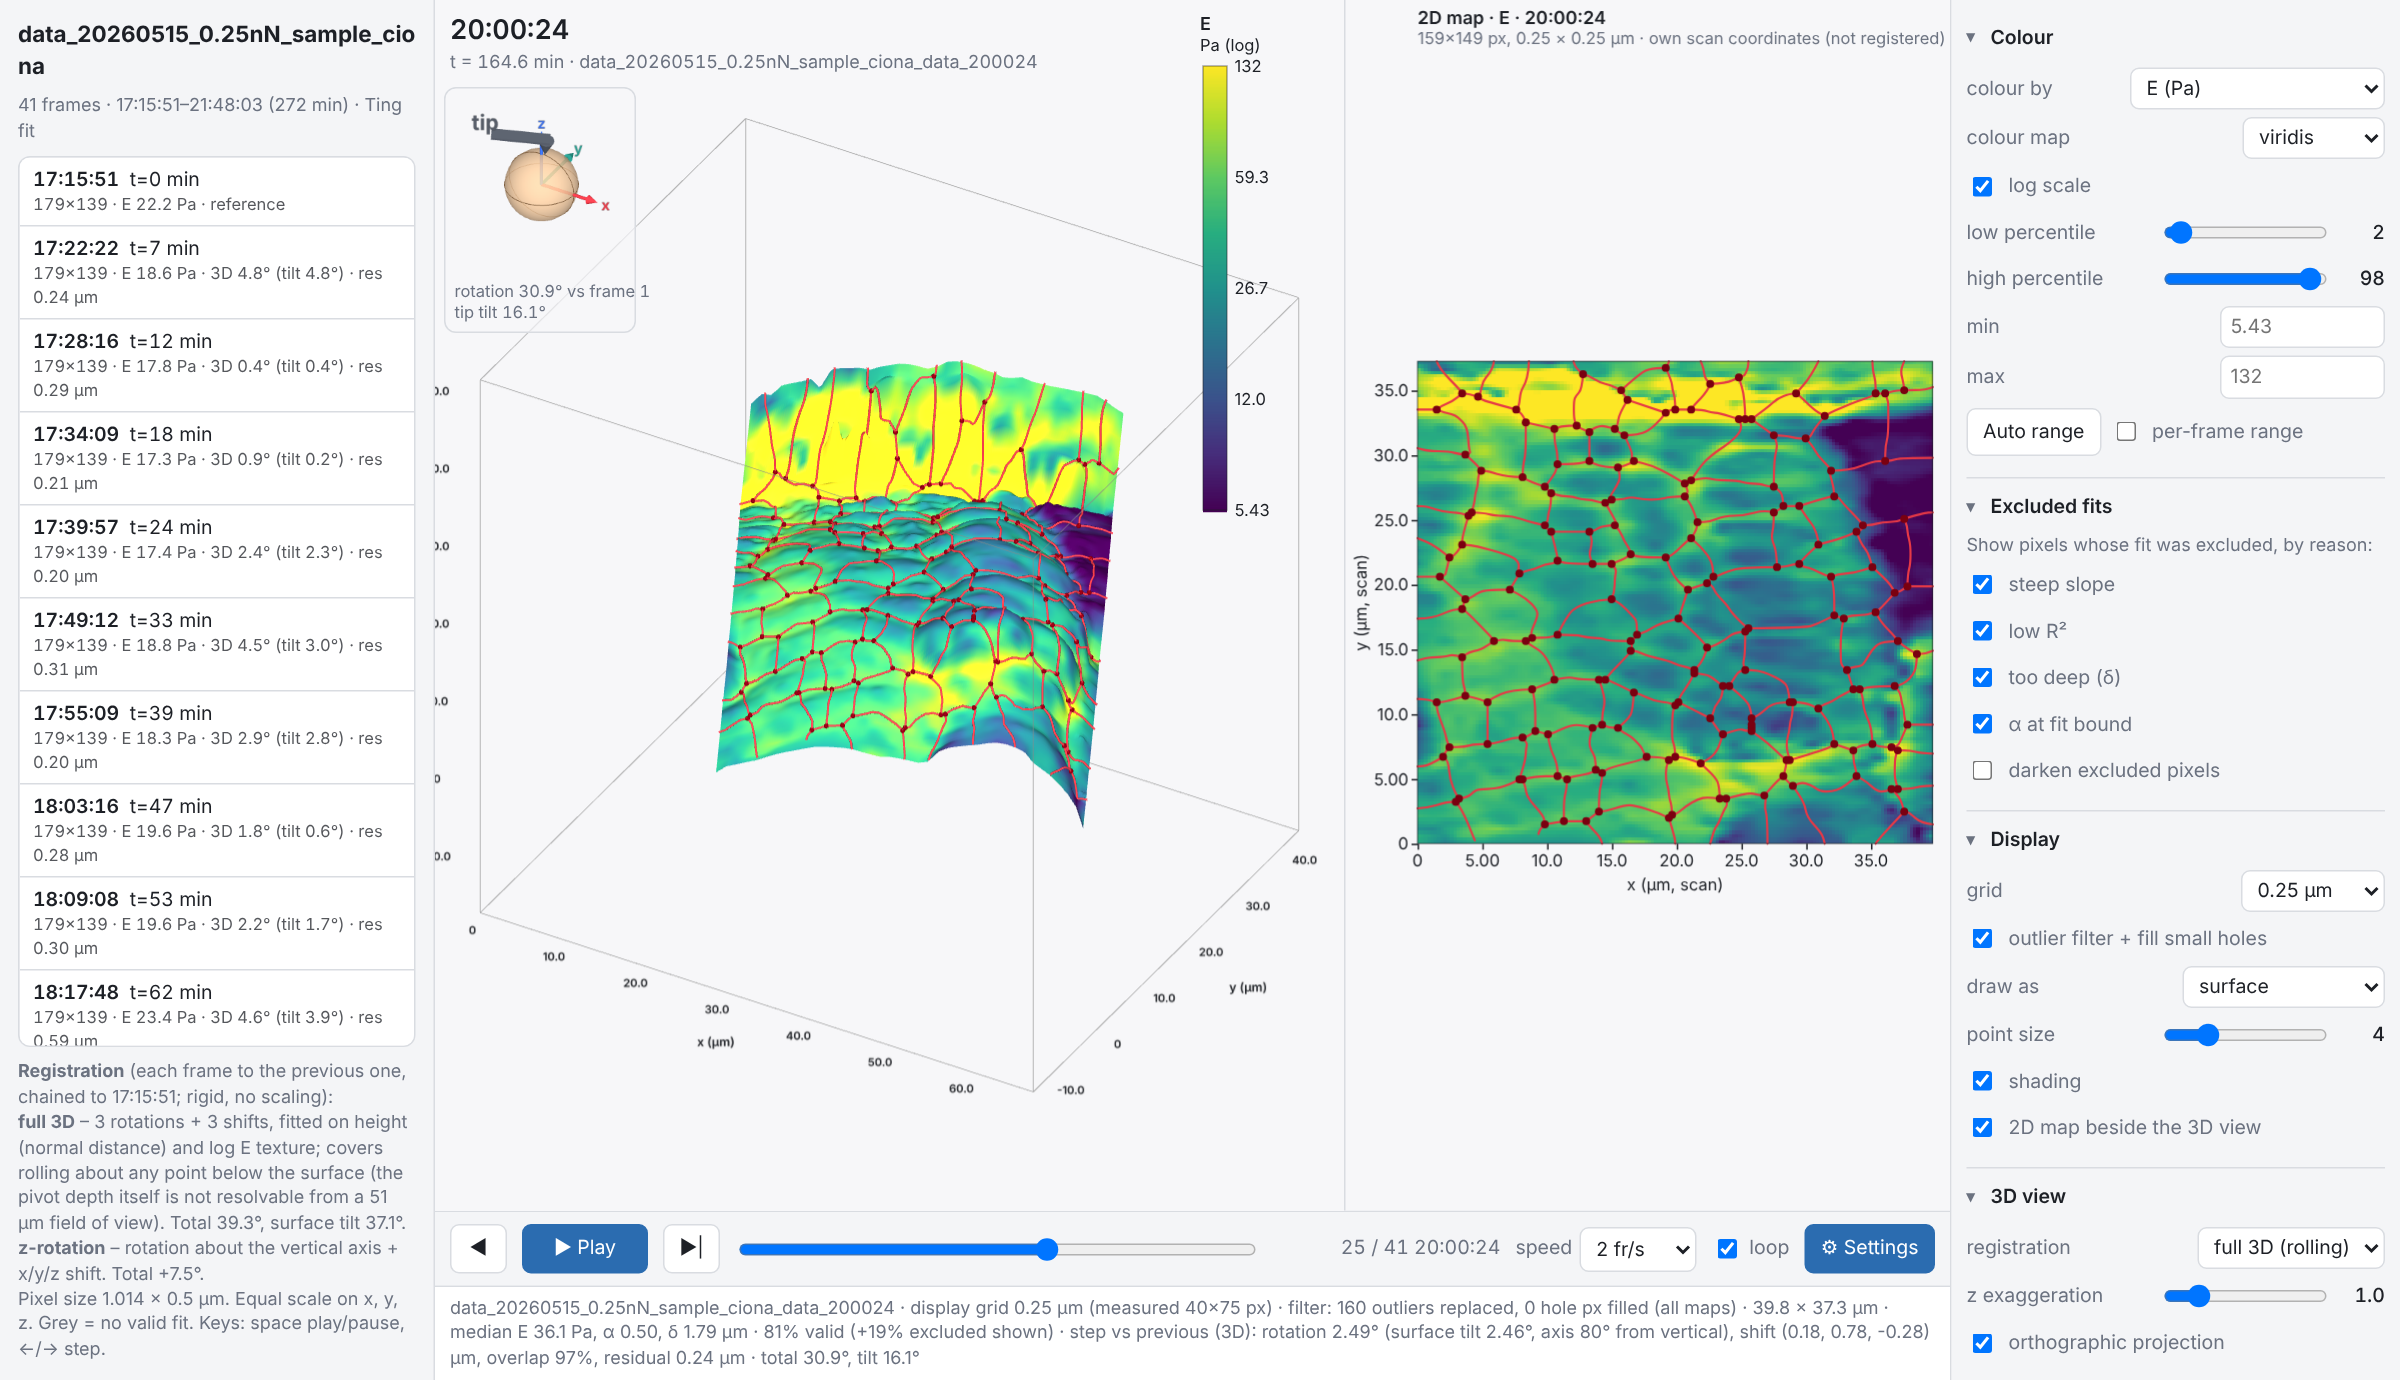 data_20260515_0.25nN_sample_cio
na
41 frames · 17:15:51–21:48:03 (272 min) · Ting
fit
17:15:51 t=0 min
179×139 · E 22.2 Pa · reference
17:22:22 t=7 min
179×139 · E 18.6 Pa · 3D 4.8° (tilt 4.8°) · res
0.24 µm
17:28:16 t=12 min
179×139 · E 17.8 Pa · 3D 0.4° (tilt 0.4°) · res
0.29 µm
17:34:09 t=18 min
179×139 · E 17.3 Pa · 3D 0.9° (tilt 0.2°) · res
0.21 µm
17:39:57 t=24 min
179×139 · E 17.4 Pa · 3D 2.4° (tilt 2.3°) · res
0.20 µm
17:49:12 t=33 min
179×139 · E 18.8 Pa · 3D 4.5° (tilt 3.0°) · res
0.31 µm
17:55:09 t=39 min
179×139 · E 18.3 Pa · 3D 2.9° (tilt 2.8°) · res
0.20 µm
18:03:16 t=47 min
179×139 · E 19.6 Pa · 3D 1.8° (tilt 0.6°) · res
0.28 µm
18:09:08 t=53 min
179×139 · E 19.6 Pa · 3D 2.2° (tilt 1.7°) · res
0.30 µm
18:17:48 t=62 min
179×139 · E 23.4 Pa · 3D 4.6° (tilt 3.9°) · res
0.59 µm
Registration (each frame to the previous one,
chained to 17:15:51; rigid, no scaling):
full 3D – 3 rotations + 3 shifts, fitted on height
(normal distance) and log E texture; covers
rolling about any point below the surface (the
pivot depth itself is not resolvable from a 51
µm field of view). Total 39.3°, surface tilt 37.1°.
z-rotation – rotation about the vertical axis +
x/y/z shift. Total +7.5°.
Pixel size 1.014 × 0.5 µm. Equal scale on x, y,
z. Grey = no valid fit. Keys: space play/pause,
←/→ step.
20:00:24
t = 164.6 min · data_20260515_0.25nN_sample_ciona_data_200024
tip
z
y
x
rotation 30.9° vs frame 1
tip tilt 16.1°
E
Pa (log)
132
59.3
26.7
12.0
5.43
0.0
0.0
0.0
0.0
0.0
0
0.0
0
10.0
20.0
30.0
40.0
50.0
60.0
x (µm)
-10.0
0
10.0
20.0
30.0
40.0
y (µm)
2D map · E · 20:00:24
159×149 px, 0.25 × 0.25 µm · own scan coordinates (not registered)
35.0
30.0
25.0
20.0
15.0
10.0
5.00
0
y (µm, scan)
0
5.00
10.0
15.0
20.0
25.0
30.0
35.0
x (µm, scan)
◀
▶ Play
▶|
25 / 41 20:00:24
speed
2 fr/s
loop
⚙ Settings
data_20260515_0.25nN_sample_ciona_data_200024 · display grid 0.25 µm (measured 40×75 px) · filter: 160 outliers replaced, 0 hole px filled (all maps) · 39.8 × 37.3 µm ·
median E 36.1 Pa, α 0.50, δ 1.79 µm · 81% valid (+19% excluded shown) · step vs previous (3D): rotation 2.49° (surface tilt 2.46°, axis 80° from vertical), shift (0.18, 0.78, -0.28)
µm, overlap 97%, residual 0.24 µm · total 30.9°, tilt 16.1°
▼ Colour
colour by
E (Pa)
colour map
viridis
log scale
low percentile
2
high percentile
98
min
5.43
max
132
Auto range
per-frame range
▼ Excluded fits
Show pixels whose fit was excluded, by reason:
steep slope
low R²
too deep (δ)
α at fit bound
darken excluded pixels
▼ Display
grid
0.25 µm
outlier filter + fill small holes
draw as
surface
point size
4
shading
2D map beside the 3D view
▼ 3D view
registration
full 3D (rolling)
z exaggeration
1.0
orthographic projection